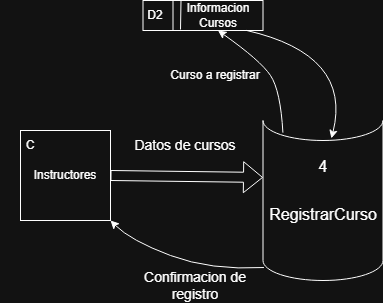 D2
Informacion
Cursos
Curso a registrar
C
Instructores
Datos de cursos
4
RegistrarCurso
Confirmacion de
registro